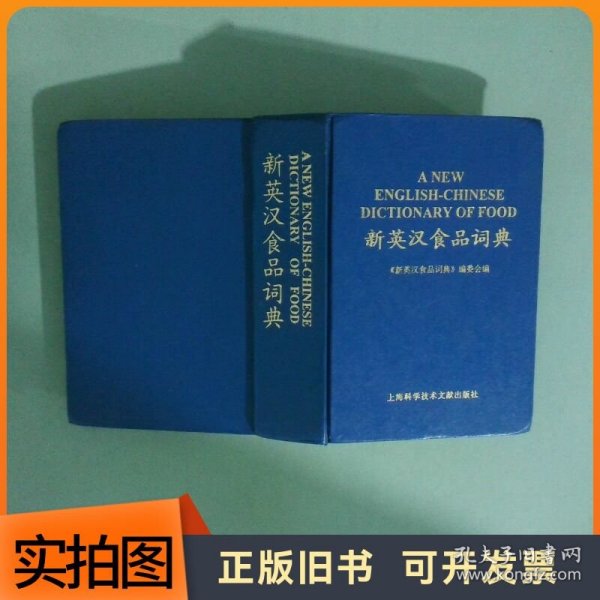 A NEW ENGLISH-CHINESE
DICTIONARY OF FOOD
新英汉食品词典
A NEW
ENGLISH-CHINESE
DICTIONARY OF FOOD
新英汉食品词典
《新英汉食品词典》编委会编
上海科学技术文献出版社
实拍图
正版旧书 可开发票
孔夫子旧书网
www.kongfz.com